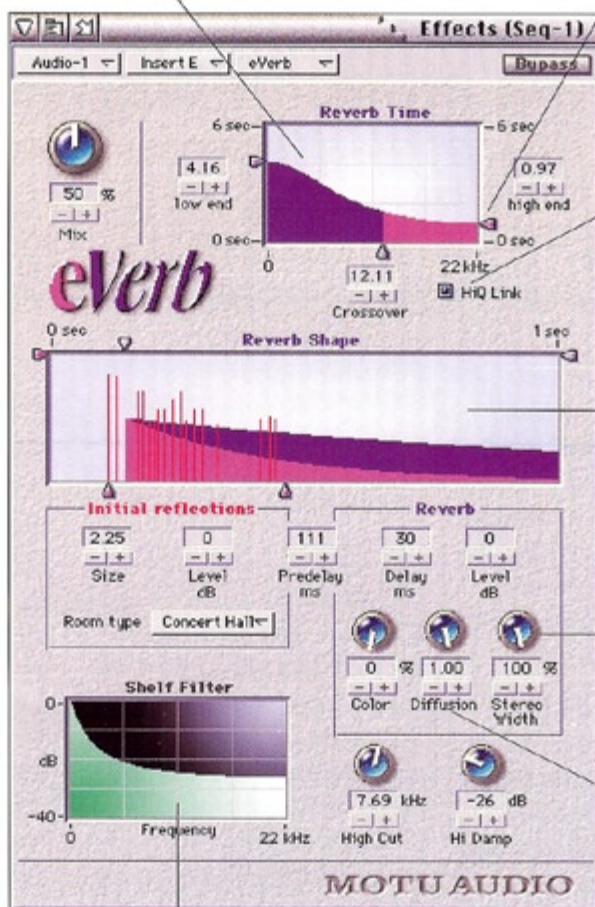 Effects (Seq-1)
Audio-1 Insert E eVerb Bypass
Reverb Time
6 sec 6 sec
50 %
- +
Mix
4.16
- +
low end
0.97
- +
high end
0 sec 0 sec
0 22 kHz
12.11
- +
Crossover
HiQ Link
eVerb
0 sec Reverb Shape 1 sec
Initial reflections Reverb
2.25 0 111 30 0
- + - + - + - + - +
Size Level dB Predelay ms Delay ms Level dB
Room type Concert Hall
0 % 1.00 100 %
- + - + - +
Color Diffusion Stereo Width
Shelf Filter
0
dB
-40
0 Frequency 22 kHz
7.69 kHz -26 dB
- + - +
High Cut Hi Damp
MOTU AUDIO